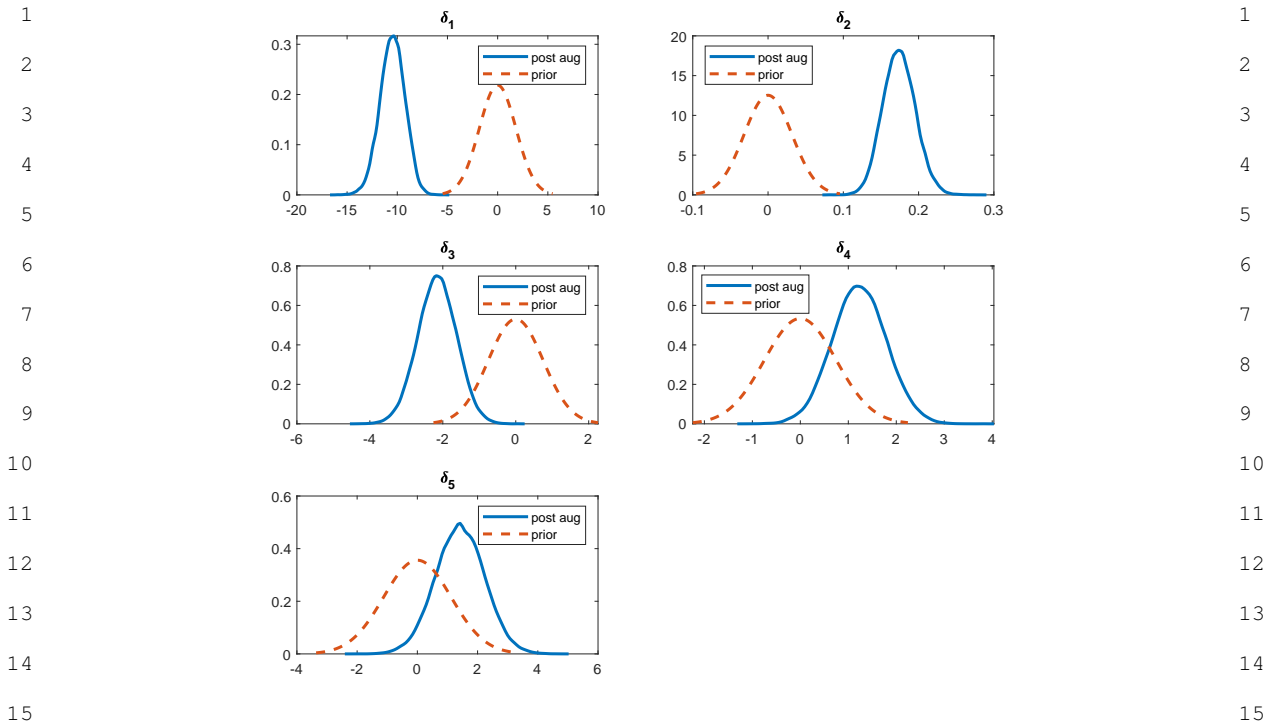 1
2
3
4
5
6
7
8
9
10
11
12
13
14
15
δ1
0.3
0.2
0.1
0
-20 -15 -10 -5 0 5 10
post aug
prior
δ2
20
15
10
5
0
-0.1 0 0.1 0.2 0.3
post aug
prior
δ3
0.8
0.6
0.4
0.2
0
-6 -4 -2 0 2
post aug
prior
δ4
0.8
0.6
0.4
0.2
0
-2 -1 0 1 2 3 4
post aug
prior
δ5
0.6
0.4
0.2
0
-4 -2 0 2 4 6
post aug
prior
1
2
3
4
5
6
7
8
9
10
11
12
13
14
15